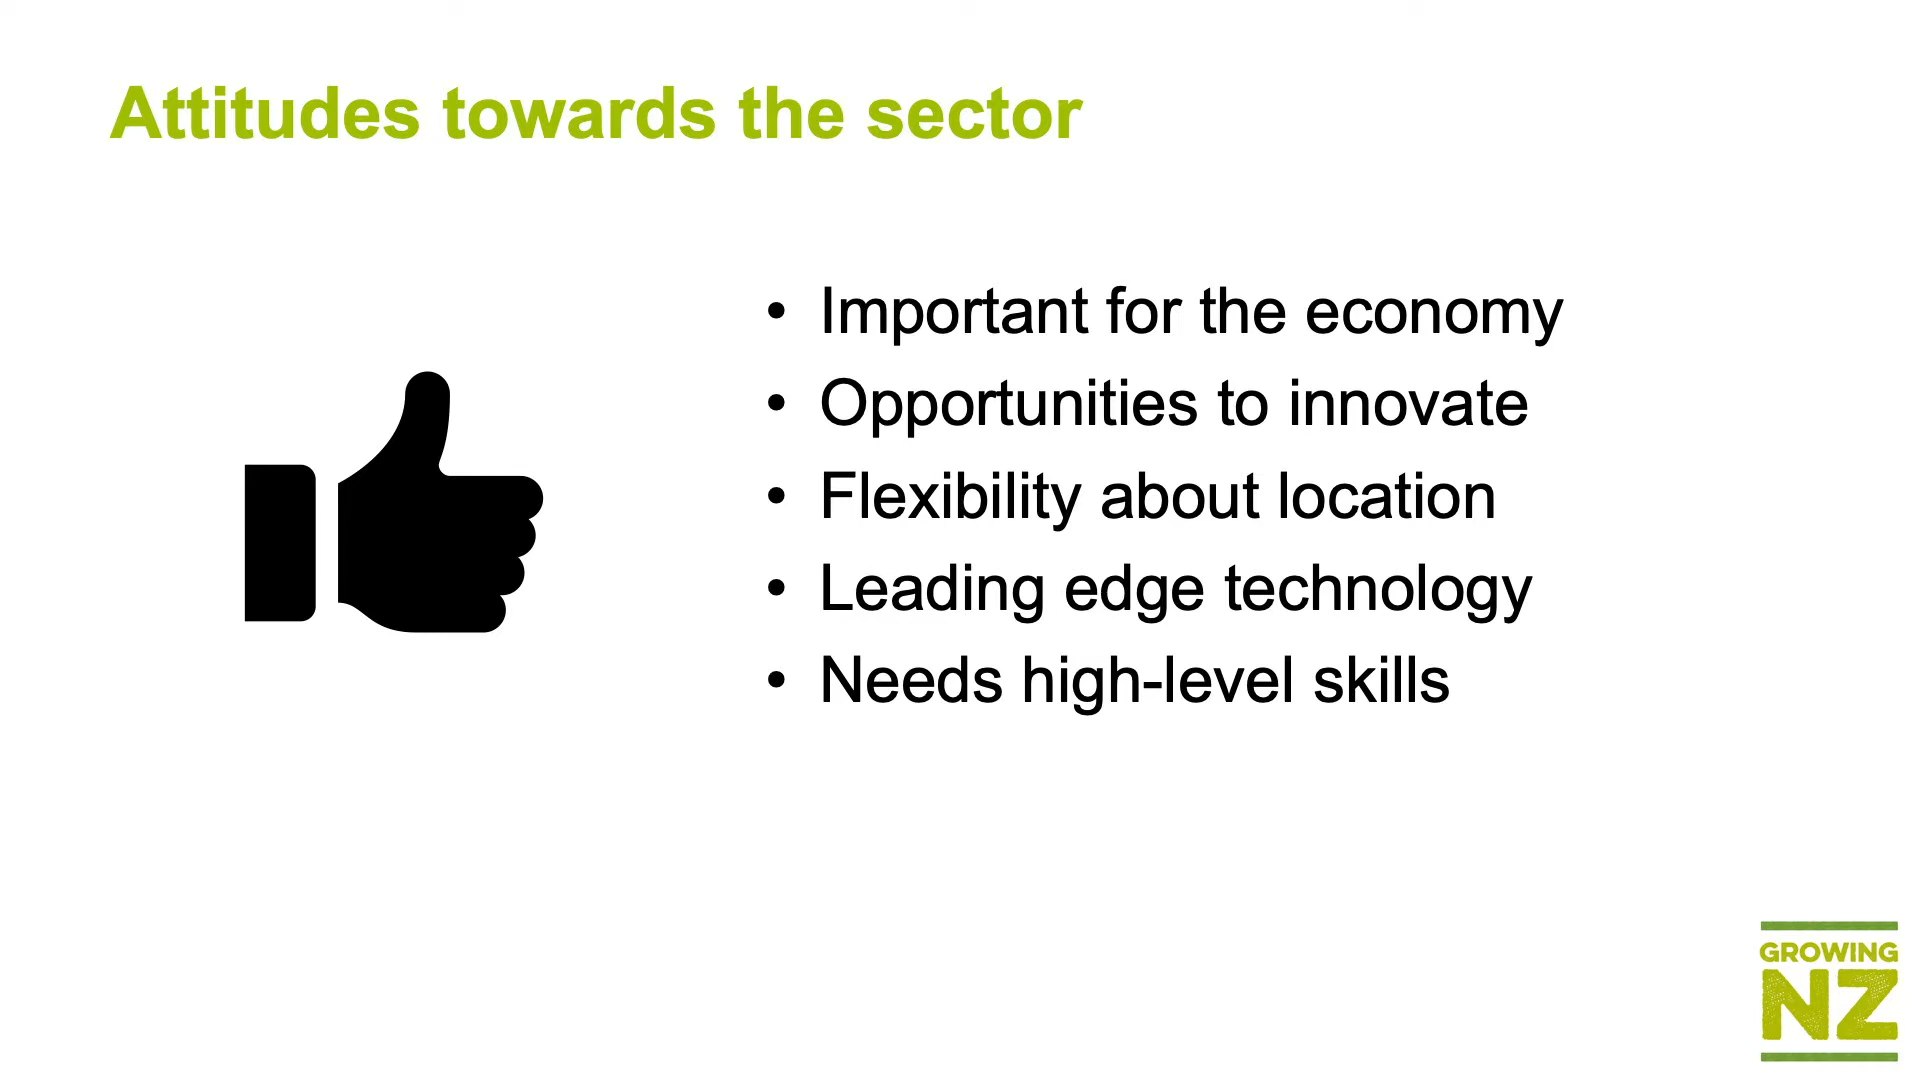 Attitudes towards the sector
• Important for the economy
• Opportunities to innovate
• Flexibility about location
• Leading edge technology
• Needs high-level skills
GROWING
NZ